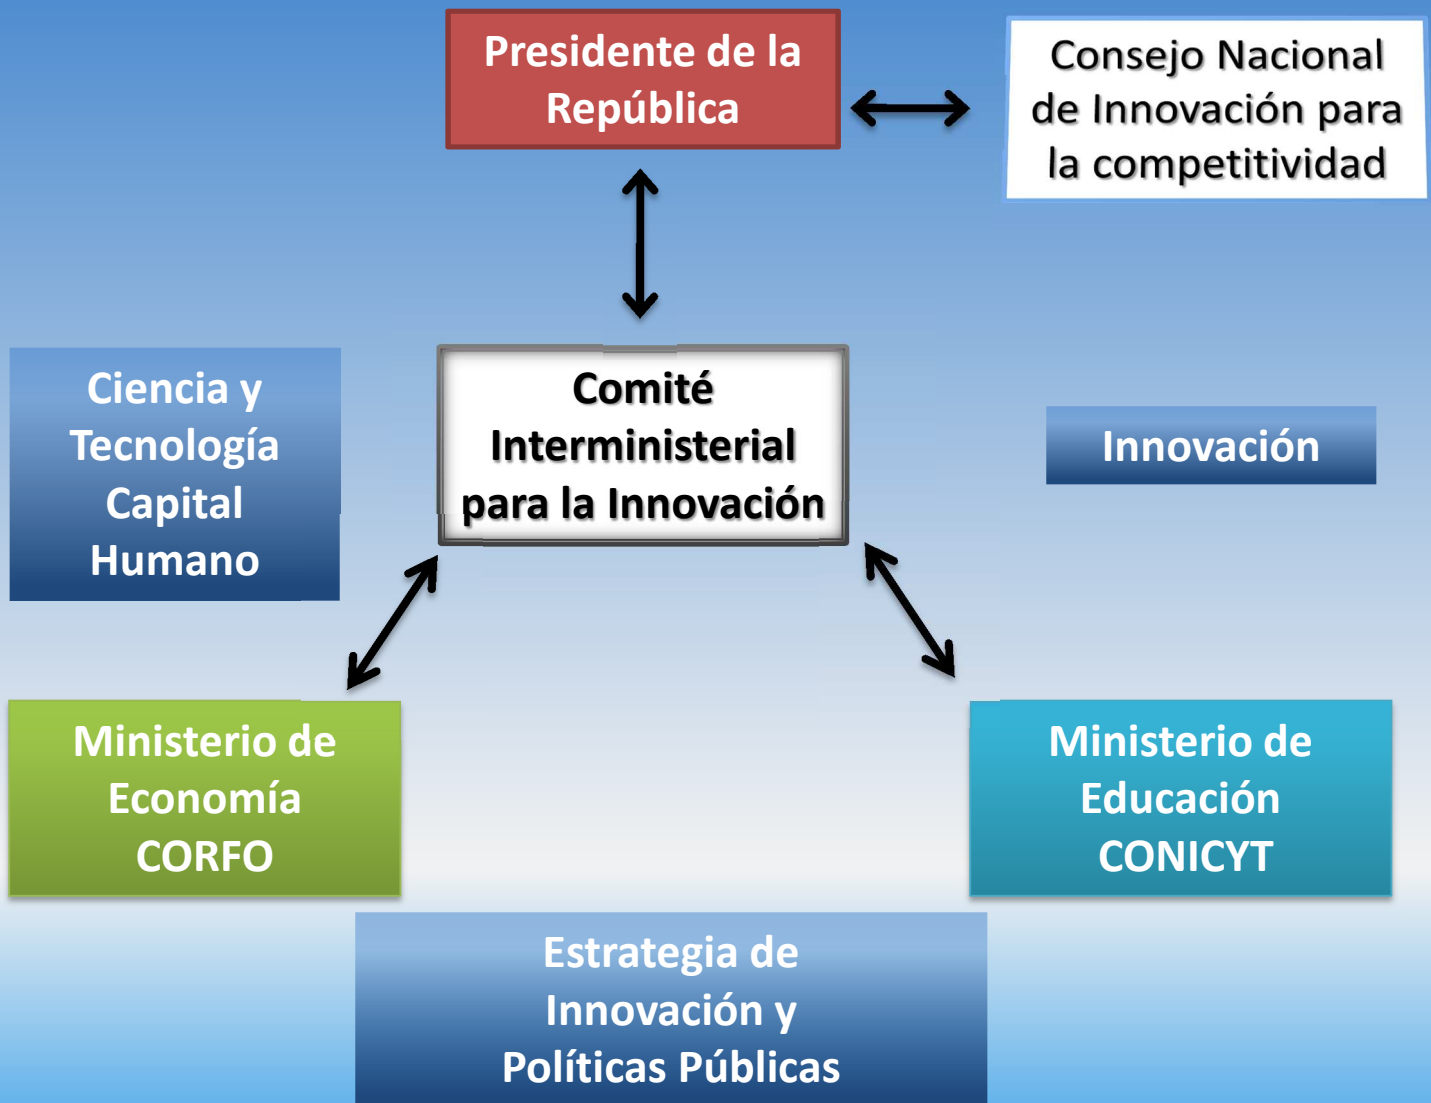 Presidente de la
República
Consejo Nacional
de Innovación para
la competitividad
Ciencia y
Tecnología
Capital
Humano
Comité
Interministerial
para la Innovación
Innovación
Ministerio de
Economía
CORFO
Ministerio de
Educación
CONICYT
Estrategia de
Innovación y
Políticas Públicas